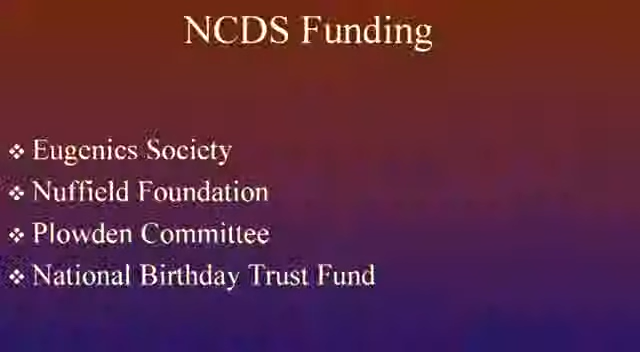 NCDS Funding
❖ Eugenics Society
❖ Nuffield Foundation
❖ Plowden Committee
❖ National Birthday Trust Fund